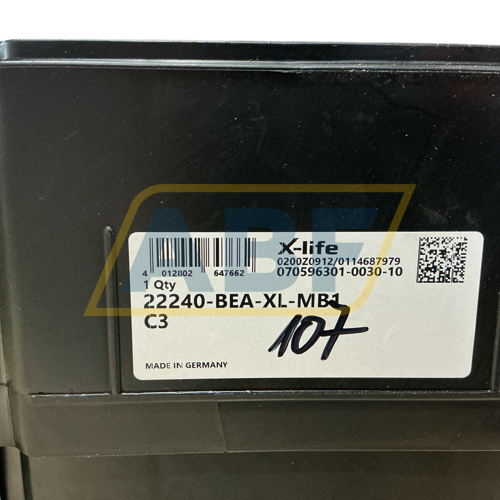 X-life
0200Z0912/0114687979
070596301-0030-10
4 012802 647662
1 Qty
22240-BEA-XL-MB1
C3
107
MADE IN GERMANY
ABF